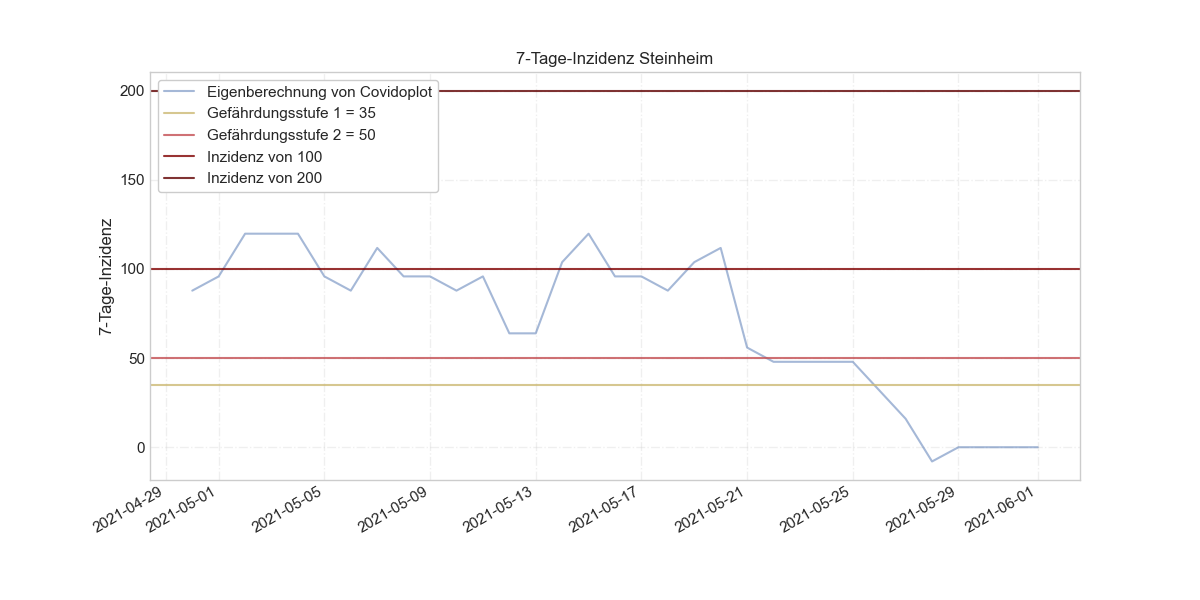 7-Tage-Inzidenz Steinheim
Eigenberechnung von Covidoplot
Gefährdungsstufe 1 = 35
Gefährdungsstufe 2 = 50
Inzidenz von 100
Inzidenz von 200
7-Tage-Inzidenz
200
150
100
50
0
2021-04-29
2021-05-01
2021-05-05
2021-05-09
2021-05-13
2021-05-17
2021-05-21
2021-05-25
2021-05-29
2021-06-01